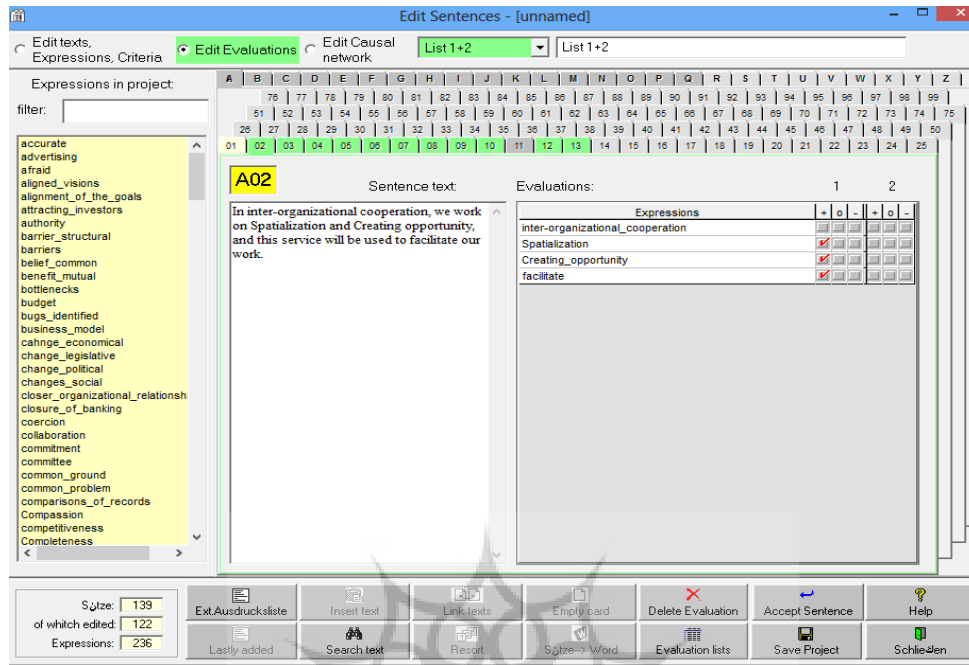 Edit Sentences - [unnamed]
Edit texts,
Expressions, Criteria
Edit Evaluations
Edit Causal
network
List 1+2
List 1+2
Expressions in project:
filter:
A B C D E F G H I J K L M N O P Q R S T U V W X Y Z
76 77 78 79 80 81 82 83 84 85 86 87 88 89 90 91 92 93 94 95 96 97 98 99
51 52 53 54 55 56 57 58 59 60 61 62 63 64 65 66 67 68 69 70 71 72 73 74 75
26 27 28 29 30 31 32 33 34 35 36 37 38 39 40 41 42 43 44 45 46 47 48 49 50
01 02 03 04 05 06 07 08 09 10 11 12 13 14 15 16 17 18 19 20 21 22 23 24 25
accurate
advertising
afraid
aligned_visions
alignment_of_the_goals
attracting_investors
authority
barrier_structural
barriers
belief_common
benefit_mutual
bottlenecks
budget
bugs_identified
business_model
cahnge_economical
change_legislative
change_political
changes_social
closer_organizational_relationsh
closure_of_banking
coercion
collaboration
commitment
committee
common_ground
common_problem
comparisons_of_records
Compassion
competitiveness
Completeness
A02
Sentence text:
Evaluations:
1 2
In inter-organizational cooperation, we work
on Spatialization and Creating opportunity,
and this service will be used to facilitate our
work.
Expressions + o - + o -
inter-organizational_cooperation
Spatialization
Creating_opportunity
facilitate
Sنtze: 139
of whitch edited: 122
Expressions: 236
Ext.Ausdrucksliste
Insert text
Link texts
Empty card
Delete Evaluation
Accept Sentence
Help
Lastly added
Search text
Resort
Sنtze--> Word
Evaluation lists
Save Project